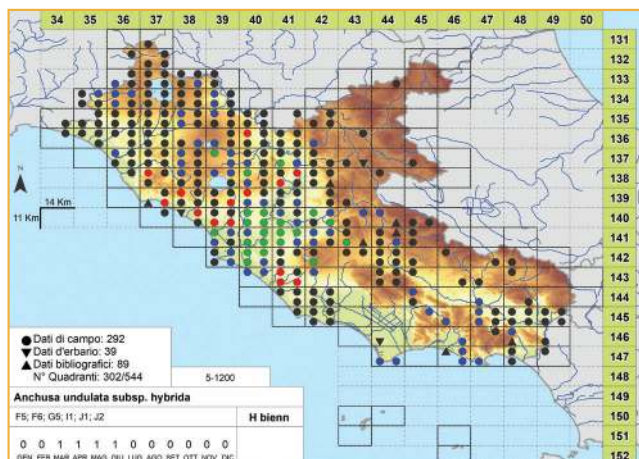 34 35 36 37 38 39 40 41 42 43 44 45 46 47 48 49 50
131
132
133
134
135
136
137
138
139
140
141
142
143
144
145
146
147
148
149
150
151
152
N
14 Km
11 Km
Dati di campo: 292
Dati d'erbario: 39
Dati bibliografici: 89
N° Quadranti: 302/544
5-1200
Anchusa undulata subsp. hybrida
F5; F6; G5; I1; J1; J2
H bienn
0 0 1 1 1 1 0 0 0 0 0 0
GEN FEB MAR APR MAG GIU LUG AGO SET OTT NOV DIC